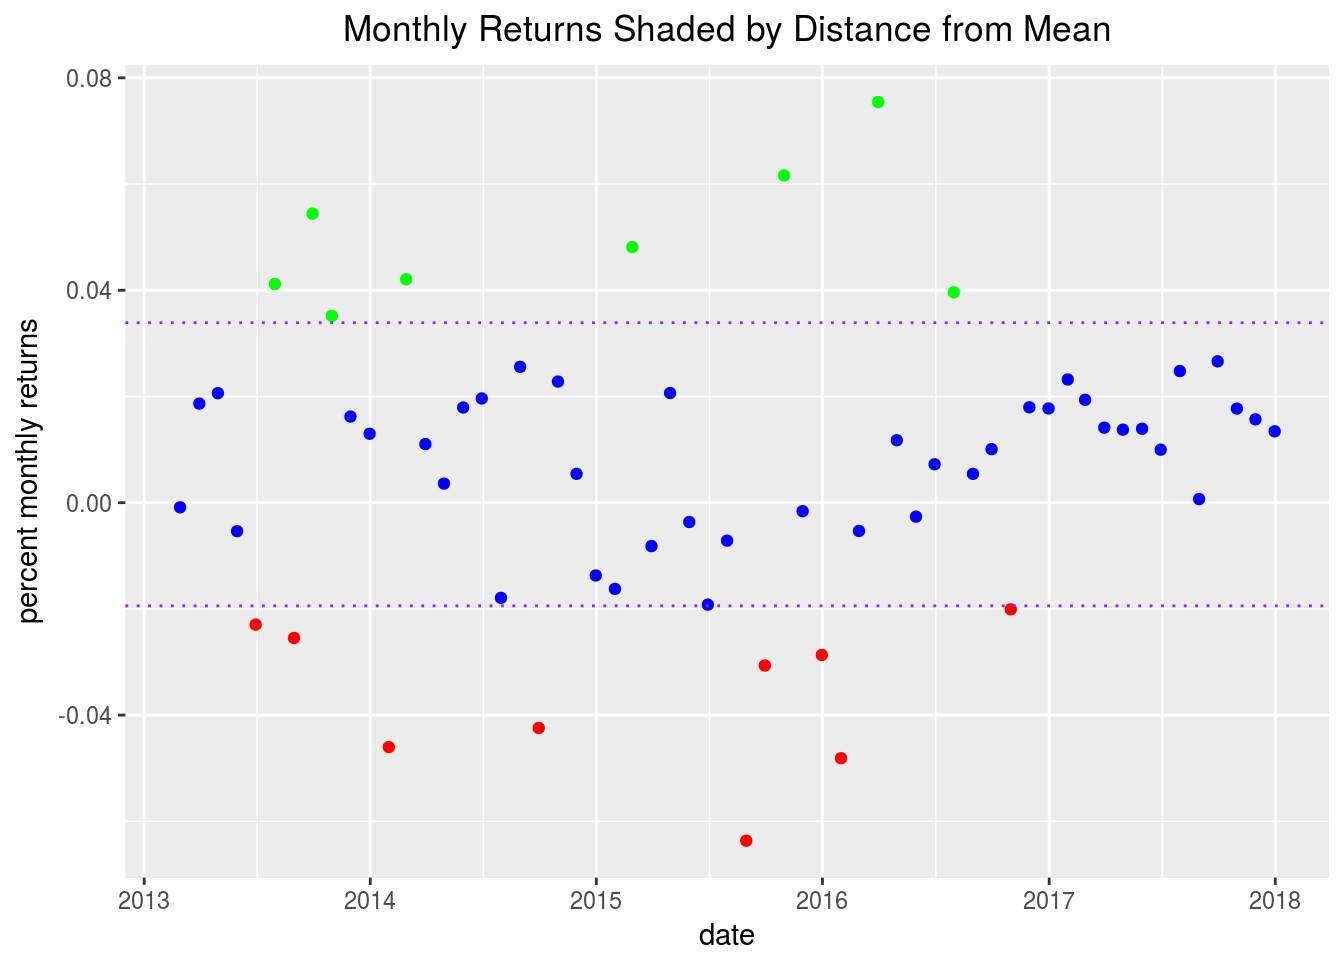 Monthly Returns Shaded by Distance from Mean
0.08
0.04
0.00
-0.04
percent monthly returns
2013 2014 2015 2016 2017 2018
date